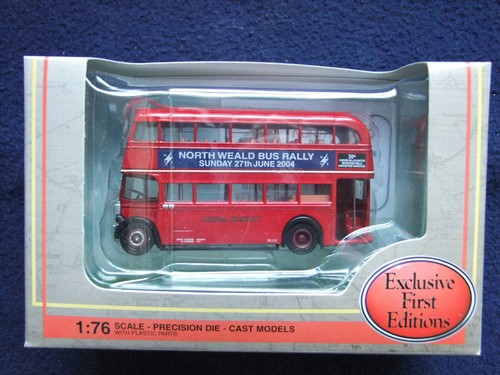 NORTH WEALD BUS RALLY
SUNDAY 27th JUNE 2004
20A
LONDON TRANSPORT
Exclusive
First
Editions
1:76 SCALE - PRECISION DIE - CAST MODELS
WITH PLASTIC PARTS